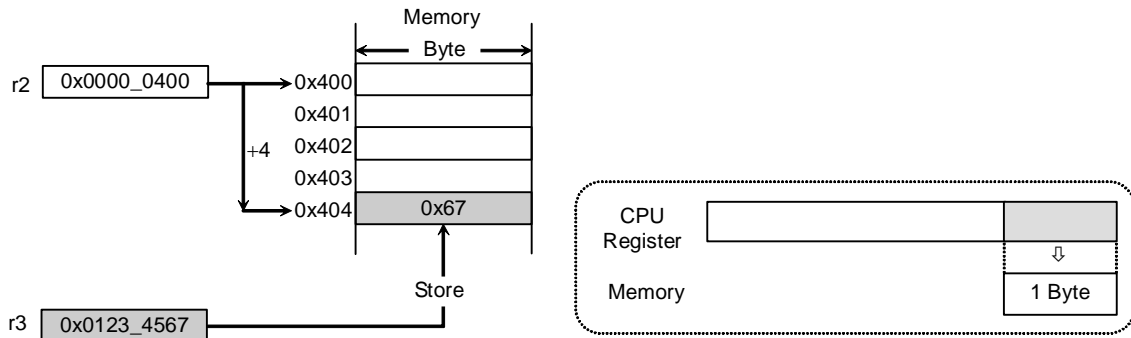 Memory
Byte
r2 0x0000_0400 0x400
0x401
+4 0x402
0x403
0x404 0x67
Store
r3 0x0123_4567
CPU
Register
⇩
Memory 1 Byte